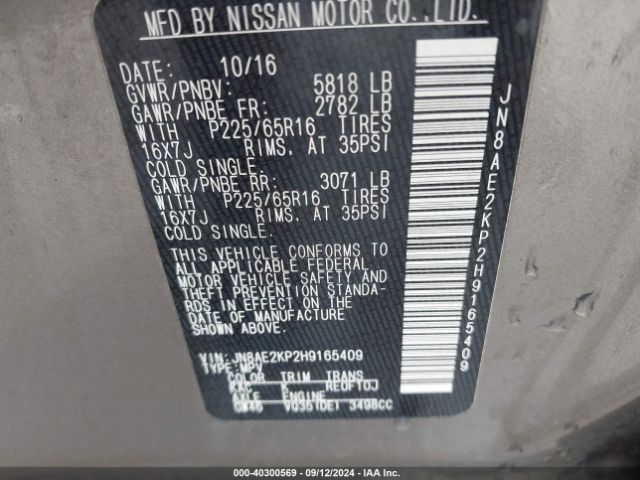 MFD BY NISSAN MOTOR CO.,LTD.
DATE: 10/16
GVWR/PNBV: 5818 LB
GAWR/PNBE FR: 2782 LB
WITH P225/65R16 TIRES
16X7J RIMS, AT 35PSI
COLD SINGLE.
GAWR/PNBE RR: 3071 LB
WITH P225/65R16 TIRES
16X7J RIMS, AT 35PSI
COLD SINGLE.
THIS VEHICLE CONFORMS TO
ALL APPLICABLE FEDERAL
MOTOR VEHICLE SAFETY AND
THEFT PREVENTION STANDA-
RDS IN EFFECT ON THE
DATE OF MANUFACTURE
SHOWN ABOVE.
VIN: JN8AE2KP2H9165409
TYPE: MPV
COLOR TRIM TRANS
KAC K RE0F10J
AXLE ENGINE
GW46 VQ35(DE) 3498CC
JN8AE2KP2H9165409
000-40300569 - 09/12/2024 - IAA Inc.